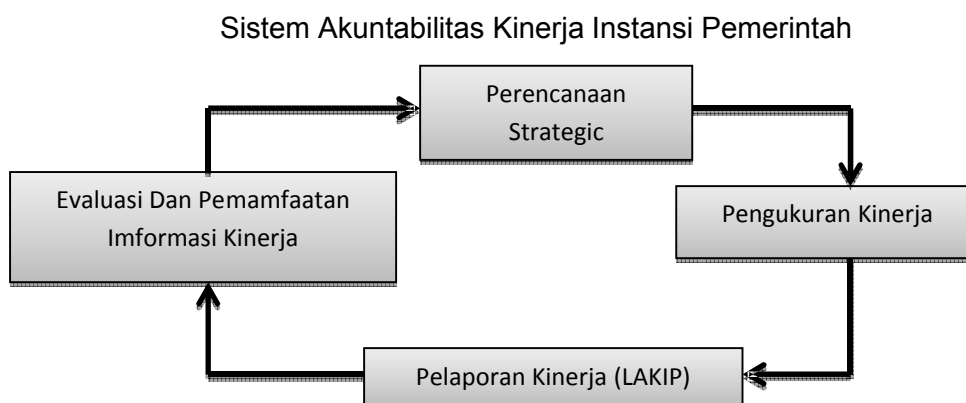 Sistem Akuntabilitas Kinerja Instansi Pemerintah
Perencanaan
Strategic
Pengukuran Kinerja
Pelaporan Kinerja (LAKIP)
Evaluasi Dan Pemamfaatan
Imformasi Kinerja